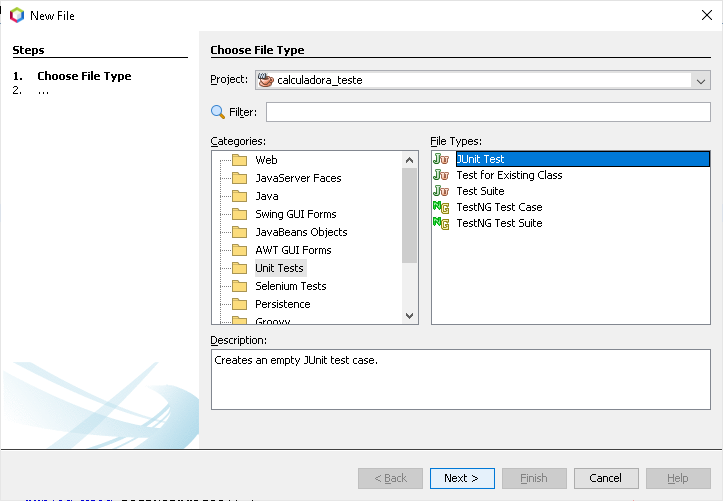 New File
Steps
1. Choose File Type
2. ...
Choose File Type
Project: calculadora_teste
Filter:
Categories:
Web
JavaServer Faces
Java
Swing GUI Forms
JavaBeans Objects
AWT GUI Forms
Unit Tests
Selenium Tests
Persistence
Groovy
File Types:
JUnit Test
Test for Existing Class
Test Suite
TestNG Test Case
TestNG Test Suite
Description:
Creates an empty JUnit test case.
< Back
Next >
Finish
Cancel
Help